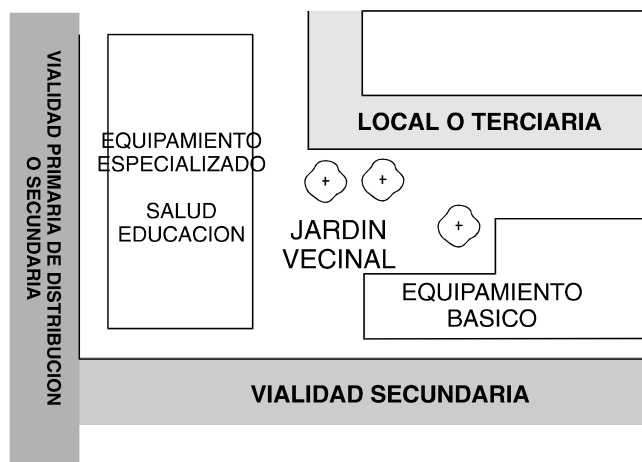 VIALIDAD PRIMARIA DE DISTRIBUCION
O SECUNDARIA
EQUIPAMIENTO
ESPECIALIZADO
SALUD
EDUCACION
LOCAL O TERCIARIA
JARDIN
VECINAL
EQUIPAMIENTO
BASICO
VIALIDAD SECUNDARIA